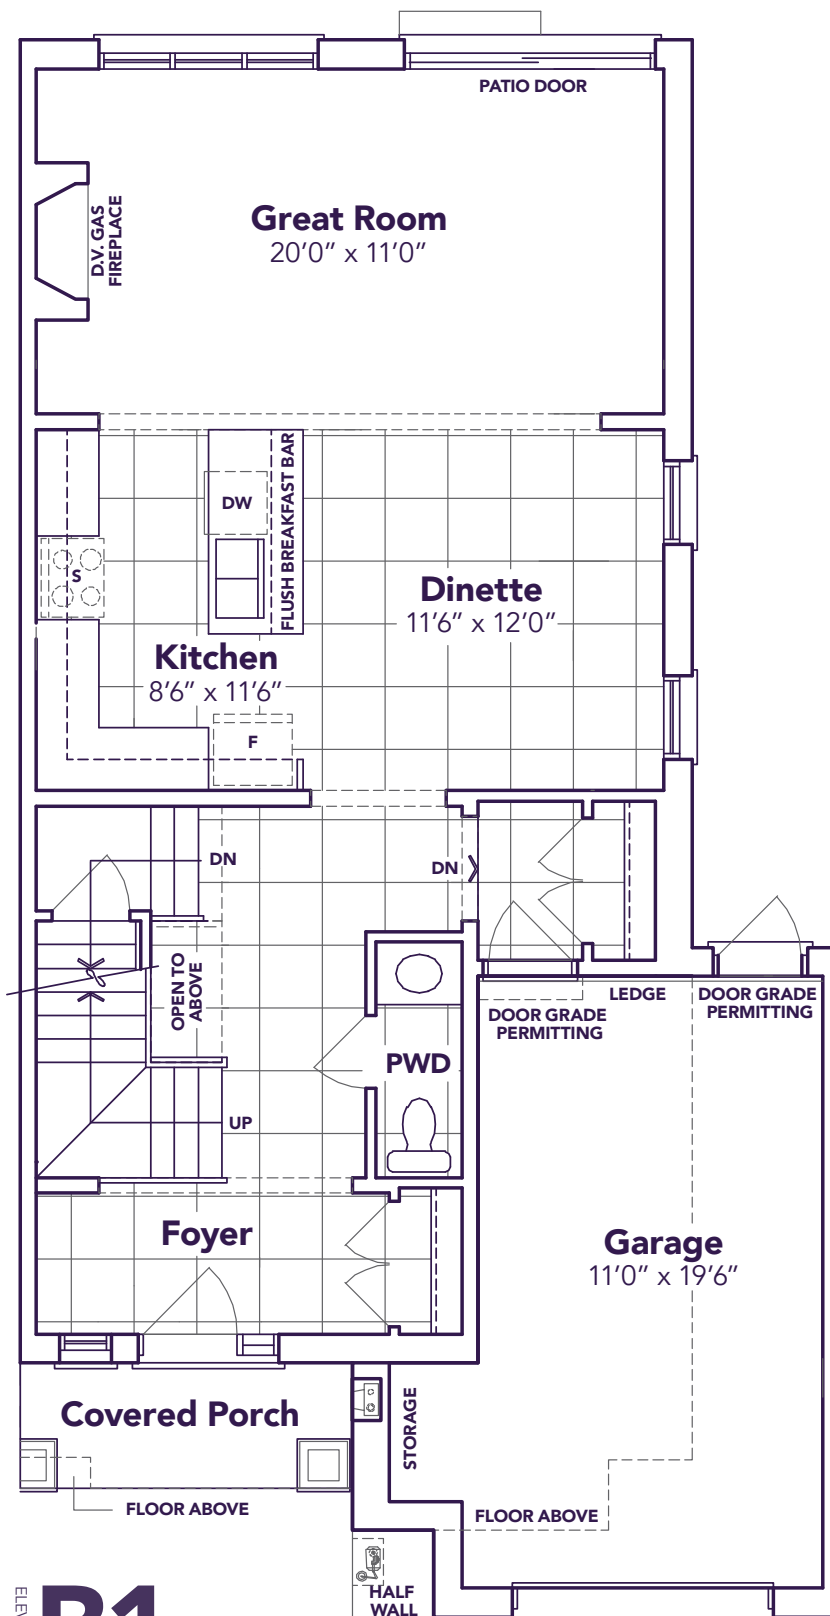 PATIO DOOR
D.V. GAS
FIREPLACE
Great Room
20'0" x 11'0"
FLUSH BREAKFAST BAR
DW
S
Dinette
11'6" x 12'0"
Kitchen
8'6" x 11'6"
F
DN
DN
OPEN TO
ABOVE
LEDGE
DOOR GRADE
PERMITTING
DOOR GRADE
PERMITTING
PWD
UP
Foyer
Garage
11'0" x 19'6"
Covered Porch
STORAGE
FLOOR ABOVE
FLOOR ABOVE
HALF
WALL